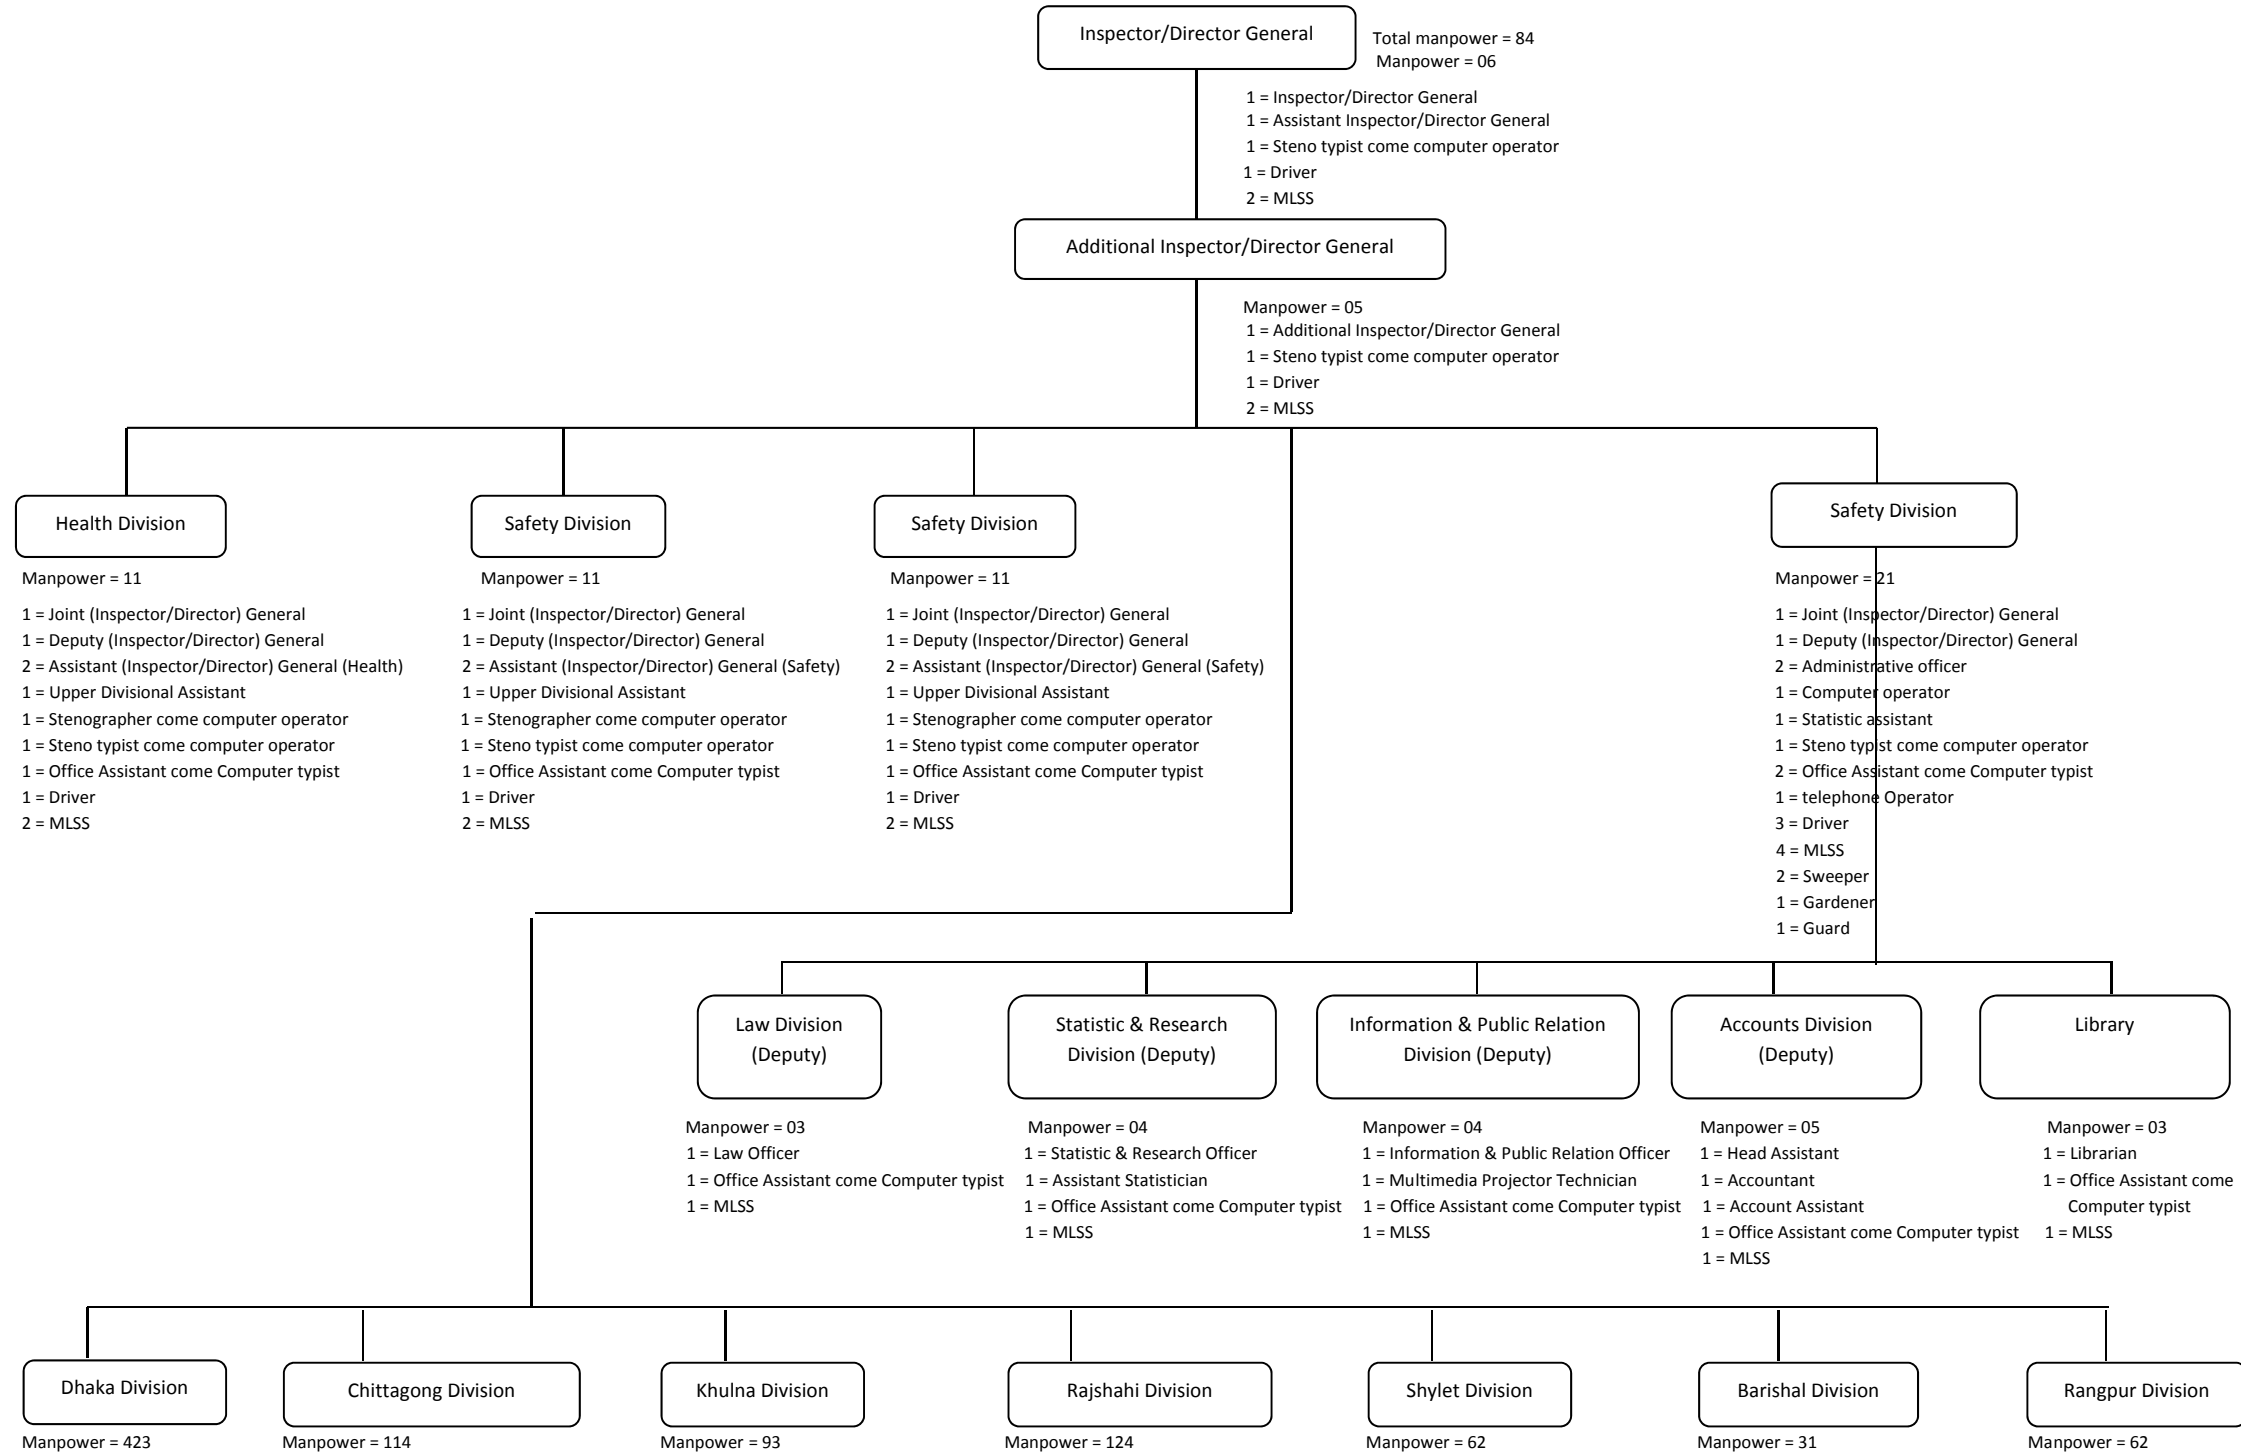 Inspector/Director General
Total manpower = 84
Manpower = 06
1 = Inspector/Director General
1 = Assistant Inspector/Director General
1 = Steno typist come computer operator
1 = Driver
2 = MLSS
Additional Inspector/Director General
Manpower = 05
1 = Additional Inspector/Director General
1 = Steno typist come computer operator
1 = Driver
2 = MLSS
Health Division
Manpower = 11
1 = Joint (Inspector/Director) General
1 = Deputy (Inspector/Director) General
2 = Assistant (Inspector/Director) General (Health)
1 = Upper Divisional Assistant
1 = Stenographer come computer operator
1 = Steno typist come computer operator
1 = Office Assistant come Computer typist
1 = Driver
2 = MLSS
Safety Division
Manpower = 11
1 = Joint (Inspector/Director) General
1 = Deputy (Inspector/Director) General
2 = Assistant (Inspector/Director) General (Safety)
1 = Upper Divisional Assistant
1 = Stenographer come computer operator
1 = Steno typist come computer operator
1 = Office Assistant come Computer typist
1 = Driver
2 = MLSS
Safety Division
Manpower = 11
1 = Joint (Inspector/Director) General
1 = Deputy (Inspector/Director) General
2 = Assistant (Inspector/Director) General (Safety)
1 = Upper Divisional Assistant
1 = Stenographer come computer operator
1 = Steno typist come computer operator
1 = Office Assistant come Computer typist
1 = Driver
2 = MLSS
Safety Division
Manpower = 21
1 = Joint (Inspector/Director) General
1 = Deputy (Inspector/Director) General
2 = Administrative officer
1 = Computer operator
1 = Statistic assistant
1 = Steno typist come computer operator
2 = Office Assistant come Computer typist
1 = telephone Operator
3 = Driver
4 = MLSS
2 = Sweeper
1 = Gardener
1 = Guard
Law Division
(Deputy)
Manpower = 03
1 = Law Officer
1 = Office Assistant come Computer typist
1 = MLSS
Statistic & Research
Division (Deputy)
Manpower = 04
1 = Statistic & Research Officer
1 = Assistant Statistician
1 = Office Assistant come Computer typist
1 = MLSS
Information & Public Relation
Division (Deputy)
Manpower = 04
1 = Information & Public Relation Officer
1 = Multimedia Projector Technician
1 = Office Assistant come Computer typist
1 = MLSS
Accounts Division
(Deputy)
Manpower = 05
1 = Head Assistant
1 = Accountant
1 = Account Assistant
1 = Office Assistant come Computer typist
1 = MLSS
Library
Manpower = 03
1 = Librarian
1 = Office Assistant come
Computer typist
1 = MLSS
Dhaka Division
Manpower = 423
Chittagong Division
Manpower = 114
Khulna Division
Manpower = 93
Rajshahi Division
Manpower = 124
Shylet Division
Manpower = 62
Barishal Division
Manpower = 31
Rangpur Division
Manpower = 62